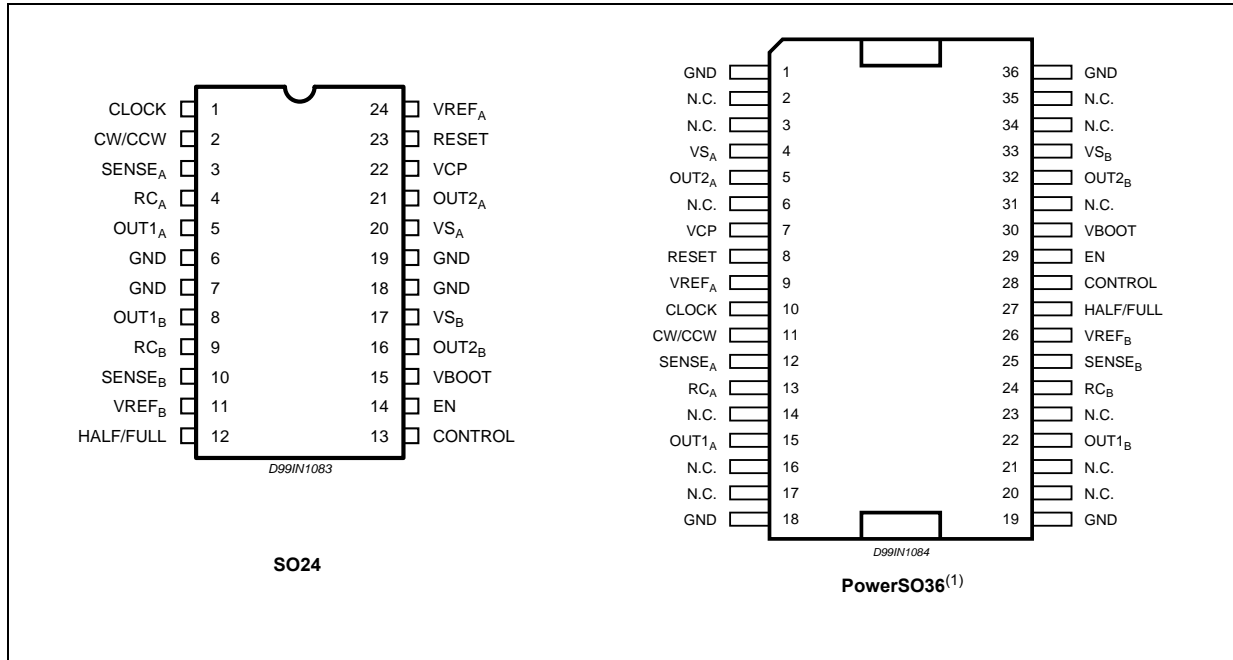 CLOCK 1 24 VREFA
CW/CCW 2 23 RESET
SENSEA 3 22 VCP
RCA 4 21 OUT2A
OUT1A 5 20 VSA
GND 6 19 GND
GND 7 18 GND
OUT1B 8 17 VSB
RCB 9 16 OUT2B
SENSEB 10 15 VBOOT
VREFB 11 14 EN
HALF/FULL 12 13 CONTROL
D99IN1083
SO24
GND 1 36 GND
N.C. 2 35 N.C.
N.C. 3 34 N.C.
VSA 4 33 VSB
OUT2A 5 32 OUT2B
N.C. 6 31 N.C.
VCP 7 30 VBOOT
RESET 8 29 EN
VREFA 9 28 CONTROL
CLOCK 10 27 HALF/FULL
CW/CCW 11 26 VREFB
SENSEA 12 25 SENSEB
RCA 13 24 RCB
N.C. 14 23 N.C.
OUT1A 15 22 OUT1B
N.C. 16 21 N.C.
N.C. 17 20 N.C.
GND 18 19 GND
D99IN1084
PowerSO36(1)